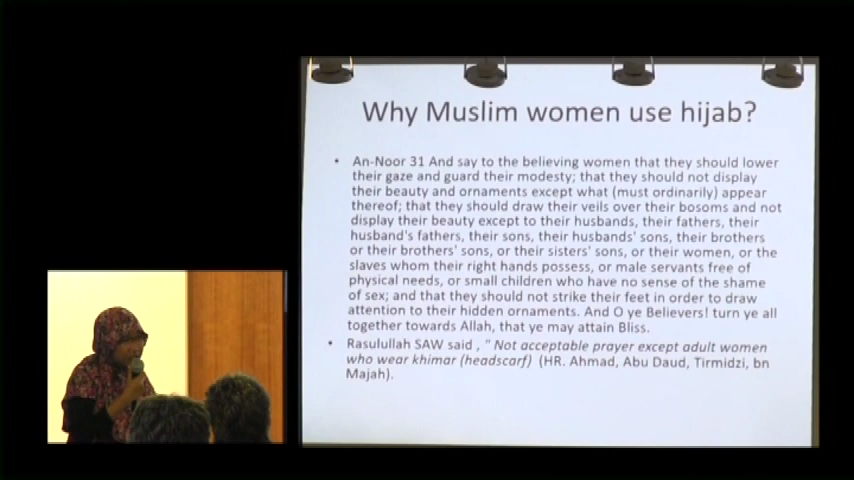 Why Muslim women use hijab?
• An-Noor 31 And say to the believing women that they should lower
their gaze and guard their modesty; that they should not display
their beauty and ornaments except what (must ordinarily) appear
thereof; that they should draw their veils over their bosoms and not
display their beauty except to their husbands, their fathers, their
husband's fathers, their sons, their husbands' sons, their brothers
or their brothers' sons, or their sisters' sons, or their women, or the
slaves whom their right hands possess, or male servants free of
physical needs, or small children who have no sense of the shame
of sex; and that they should not strike their feet in order to draw
attention to their hidden ornaments. And O ye Believers! turn ye all
together towards Allah, that ye may attain Bliss.
• Rasulullah SAW said , " Not acceptable prayer except adult women
who wear khimar (headscarf) (HR. Ahmad, Abu Daud, Tirmidzi, bn
Majah).